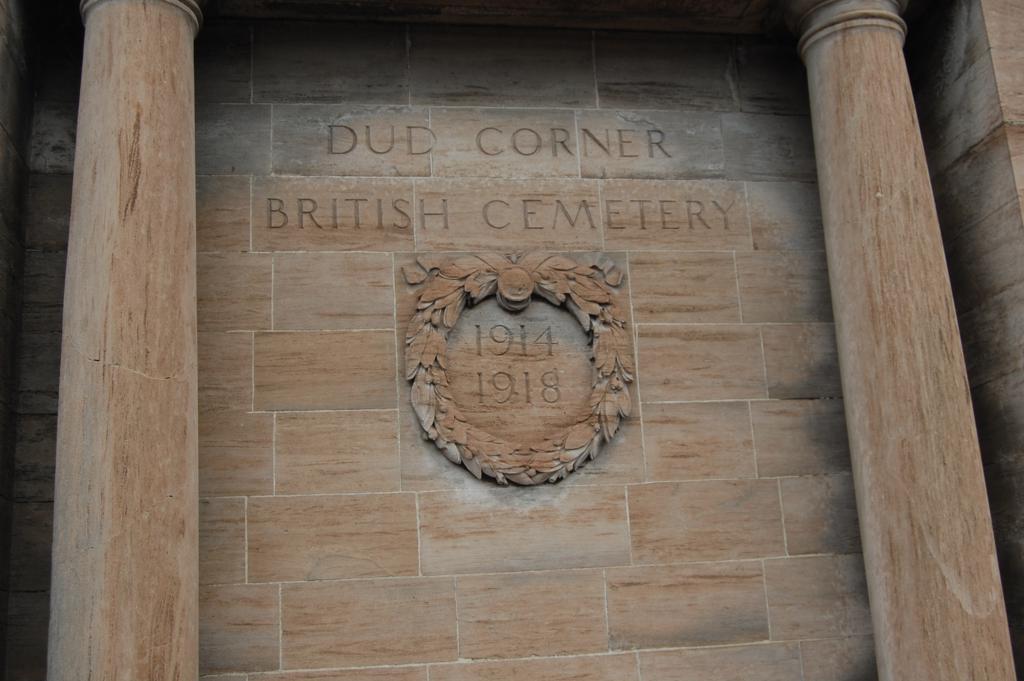 DUD CORNER
BRITISH CEMETERY
1914
1918